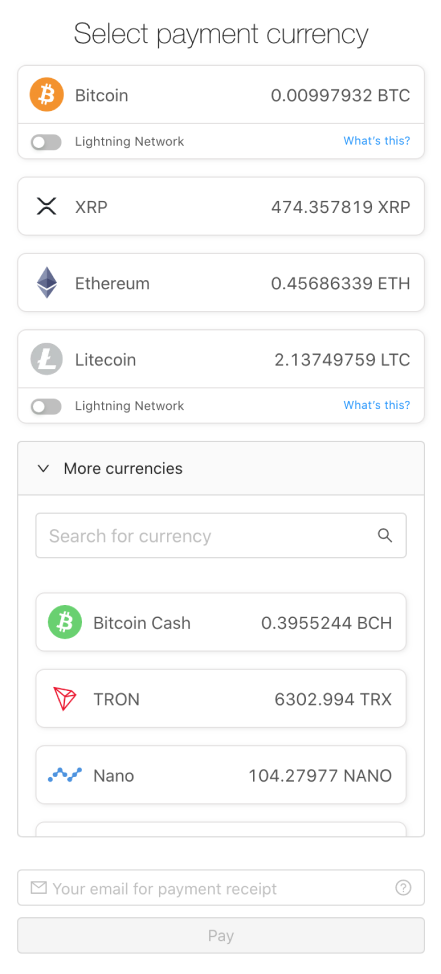 Select payment currency
Bitcoin 0.00997932 BTC
Lightning Network What's this?
XRP 474.357819 XRP
Ethereum 0.45686339 ETH
Litecoin 2.13749759 LTC
Lightning Network What's this?
More currencies
Search for currency
Bitcoin Cash 0.3955244 BCH
TRON 6302.994 TRX
Nano 104.27977 NANO
Your email for payment receipt
Pay